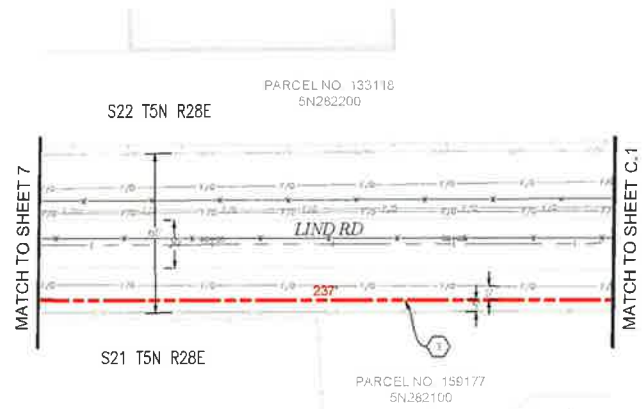 PARCEL NO. 133118
5N282200
S22 T5N R28E
MATCH TO SHEET 7
MATCH TO SHEET C.1
F/O F/O F/O F/O F/O F/O F/O
LIND RD
F/O F/O F/O F/O F/O F/O
237'
S21 T5N R28E
PARCEL NO. 159177
5N282100